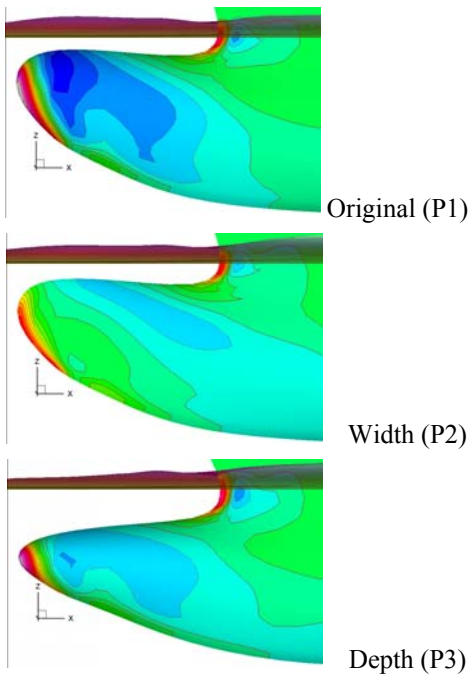 z
x
Original (P1)
z
x
Width (P2)
z
x
Depth (P3)